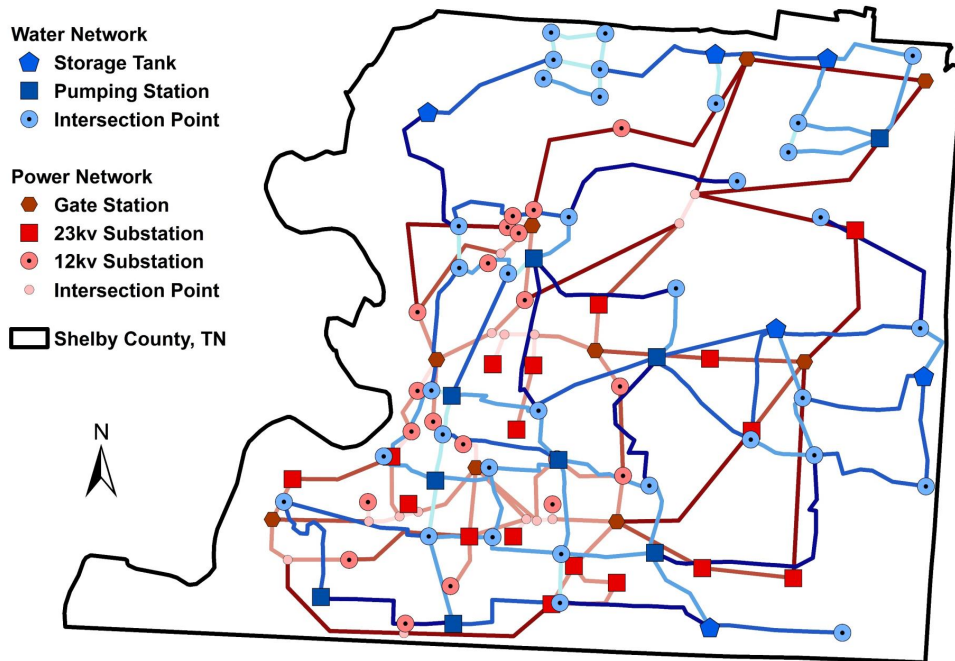 Water Network
Storage Tank
Pumping Station
Intersection Point
Power Network
Gate Station
23kv Substation
12kv Substation
Intersection Point
Shelby County, TN
N